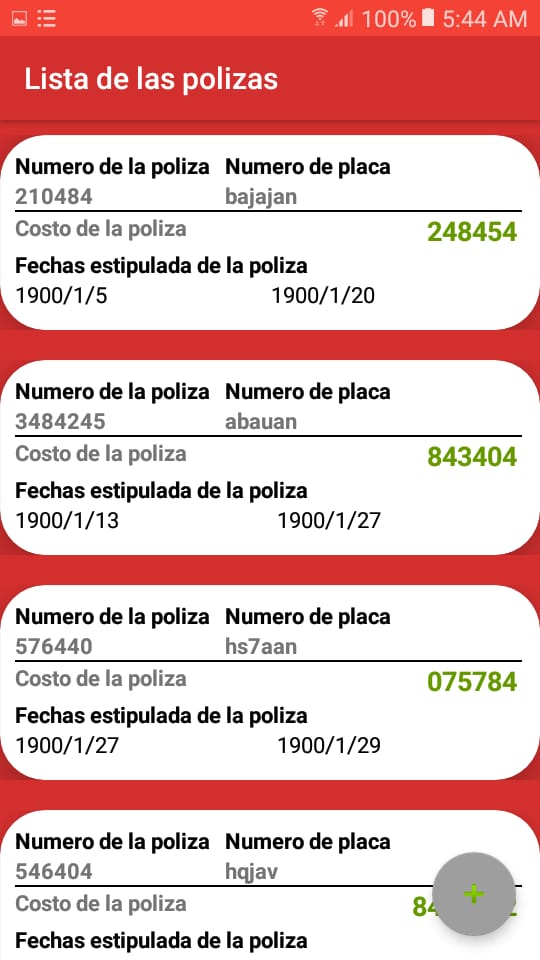 100% 5:44 AM
Lista de las polizas
Numero de la poliza Numero de placa
210484 bajajan
Costo de la poliza 248454
Fechas estipulada de la poliza
1900/1/5 1900/1/20
Numero de la poliza Numero de placa
3484245 abauan
Costo de la poliza 843404
Fechas estipulada de la poliza
1900/1/13 1900/1/27
Numero de la poliza Numero de placa
576440 hs7aan
Costo de la poliza 075784
Fechas estipulada de la poliza
1900/1/27 1900/1/29
Numero de la poliza Numero de placa
546404 hqjav
Costo de la poliza
Fechas estipulada de la poliza